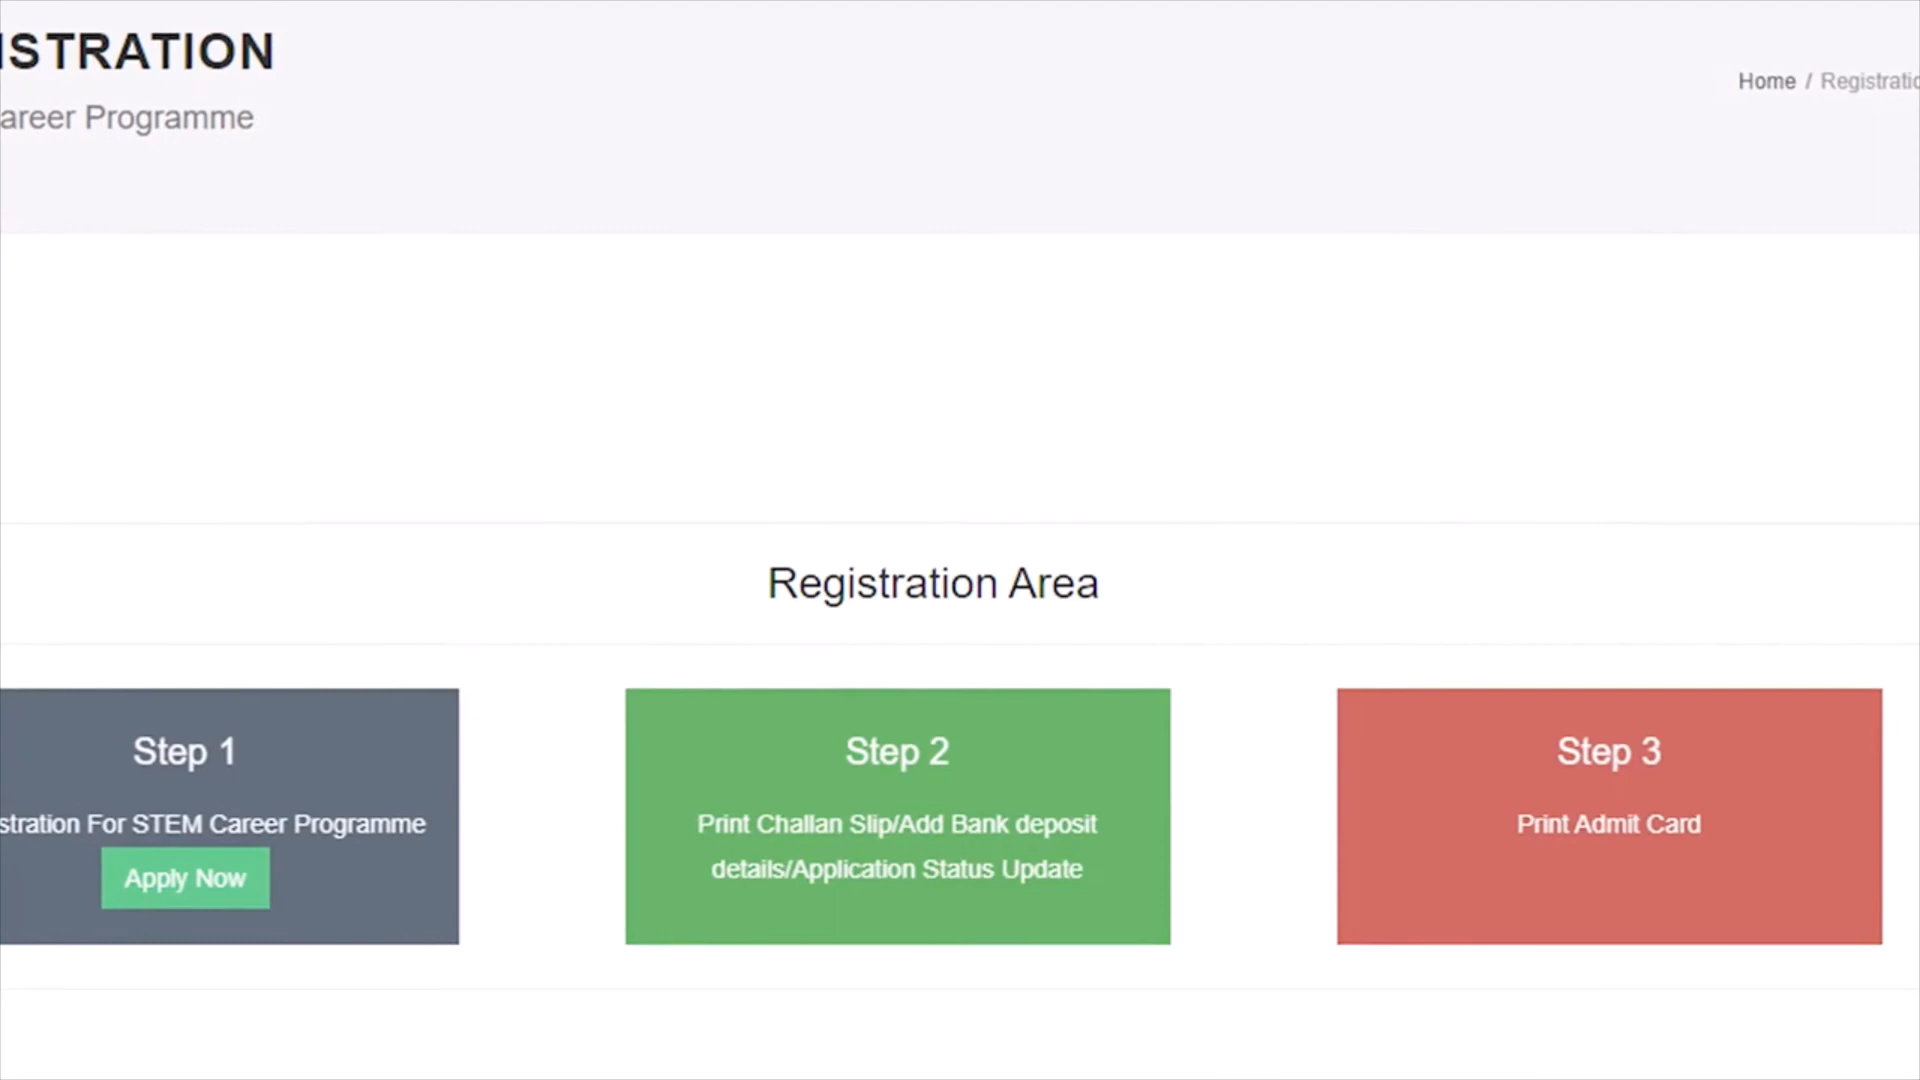 ISTRATION
areer Programme
Home / Registratio
Registration Area
Step 1
stration For STEM Career Programme
Apply Now
Step 2
Print Challan Slip/Add Bank deposit
details/Application Status Update
Step 3
Print Admit Card